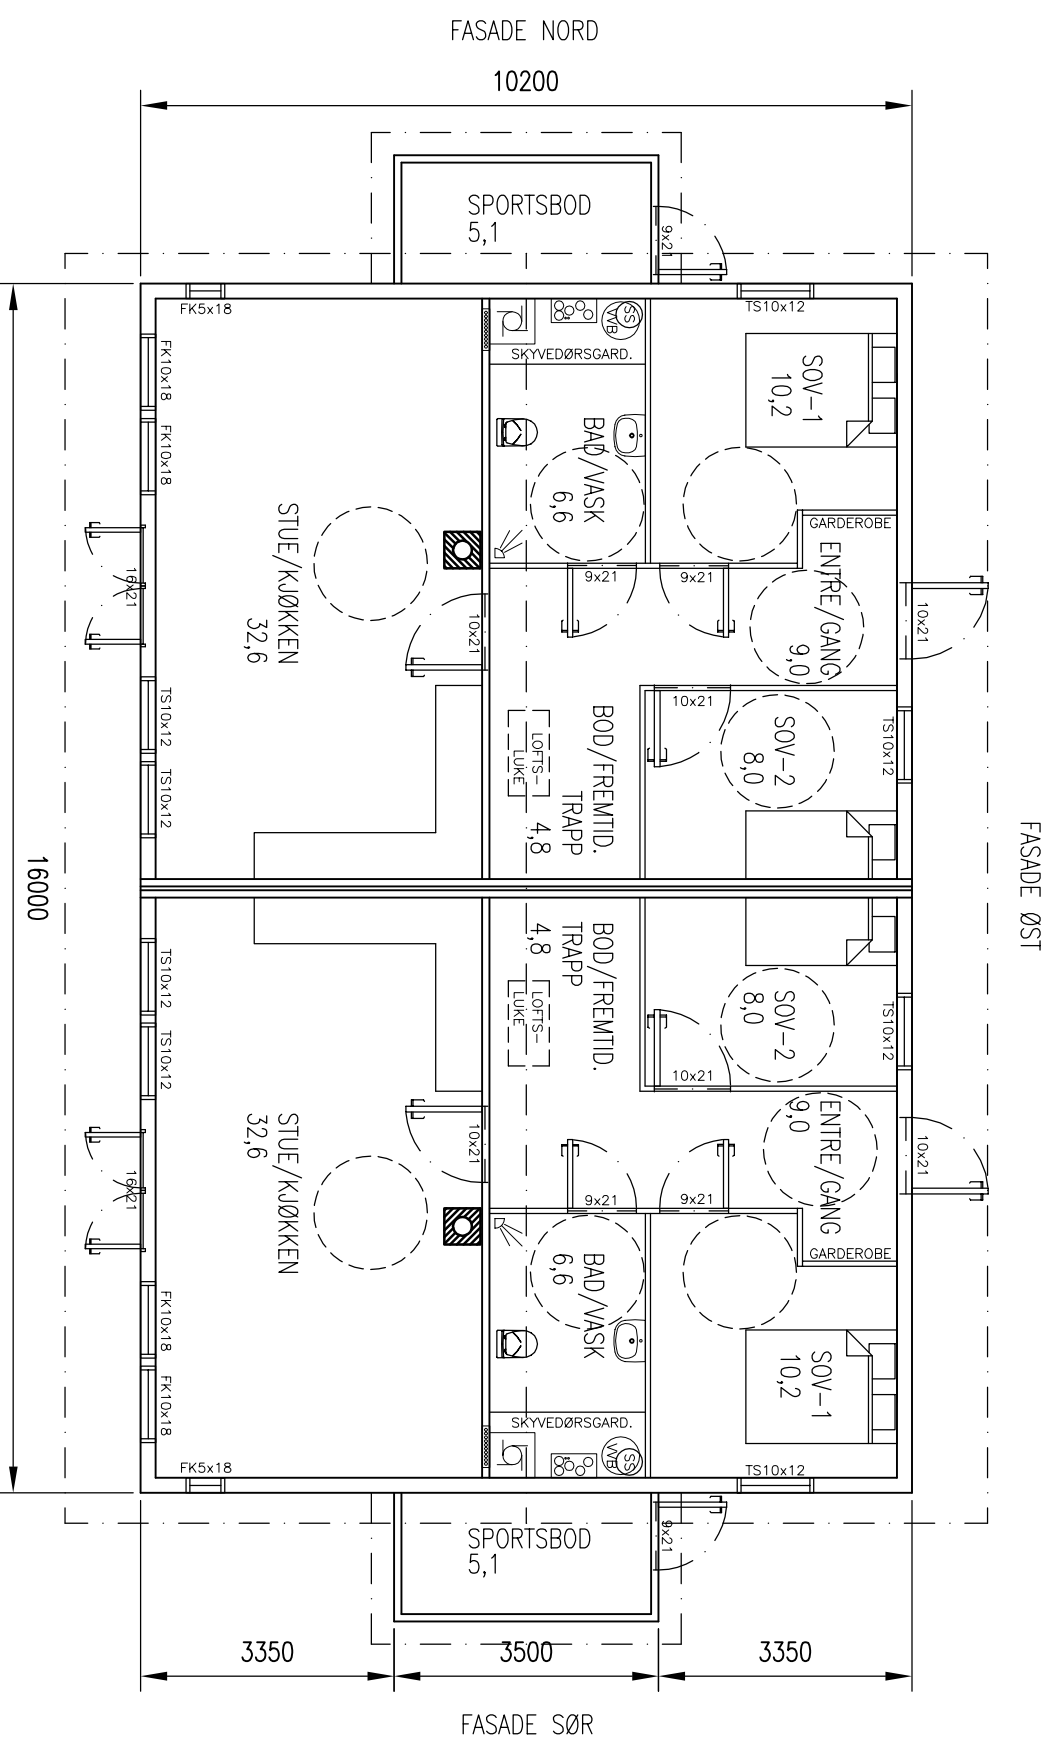 FASADE NORD
10200
SPORTSBOD
5,1
9x21
FK5x18
TS10x12
SKYVEDØRSGARD.
SS
VVB
SOV-1
10,2
FK10x18
FK10x18
BAD/VASK
6,6
STUE/KJØKKEN
32,6
GARDEROBE
ENTRE/GANG
9,0
9x21
9x21
16x21
10x21
10x21
10x21
SOV-2
8,0
TS10x12
TS10x12
TS10x12
BOD/FREMTID.
TRAPP
4,8
LOFTS-
LUKE
FASADE ØST
16000
BOD/FREMTID.
TRAPP
4,8
LOFTS-
LUKE
SOV-2
8,0
TS10x12
TS10x12
TS10x12
10x21
10x21
10x21
ENTRE/GANG
9,0
STUE/KJØKKEN
32,6
16x21
9x21
9x21
GARDEROBE
BAD/VASK
6,6
FK10x18
FK10x18
SOV-1
10,2
SKYVEDØRSGARD.
SS
VVB
FK5x18
TS10x12
SPORTSBOD
5,1
9x21
3350
3500
3350
FASADE SØR